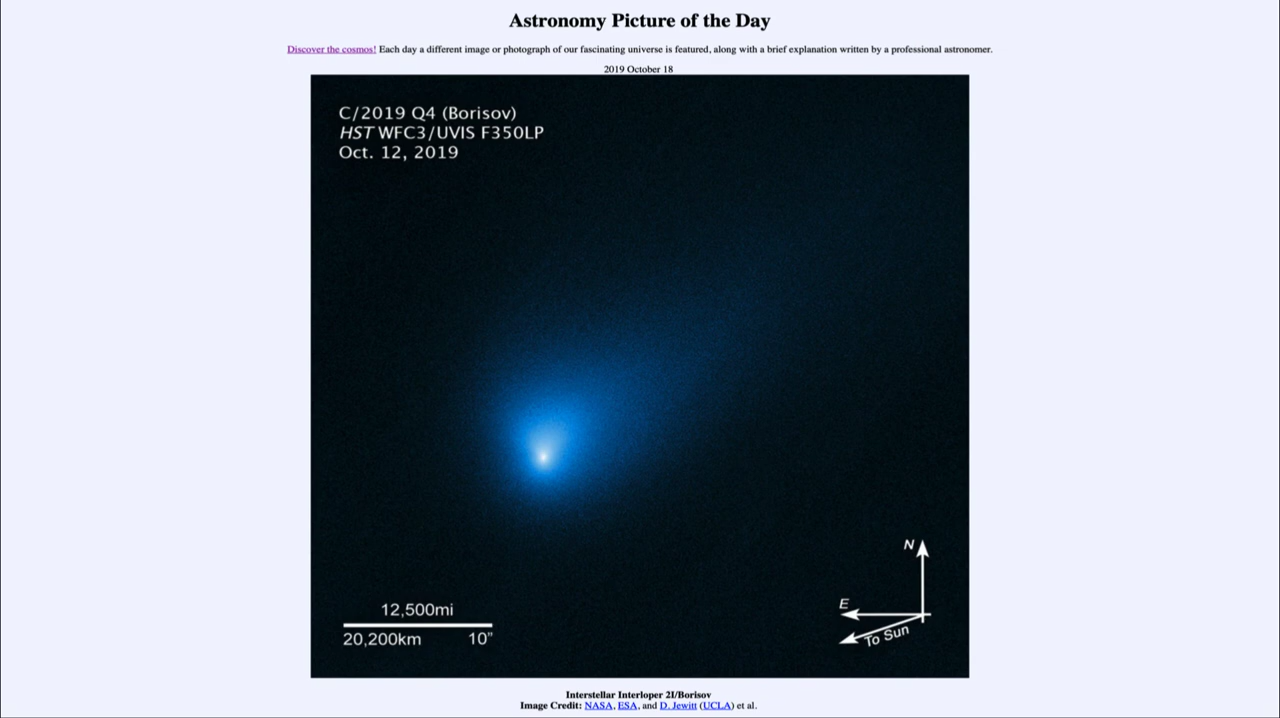 Astronomy Picture of the Day
Discover the cosmos! Each day a different image or photograph of our fascinating universe is featured, along with a brief explanation written by a professional astronomer.
2019 October 18
C/2019 Q4 (Borisov)
HST WFC3/UVIS F350LP
Oct. 12, 2019
N
E
To Sun
12,500mi
20,200km 10"
Interstellar Interloper 2I/Borisov
Image Credit: NASA, ESA, and D. Jewitt (UCLA) et al.